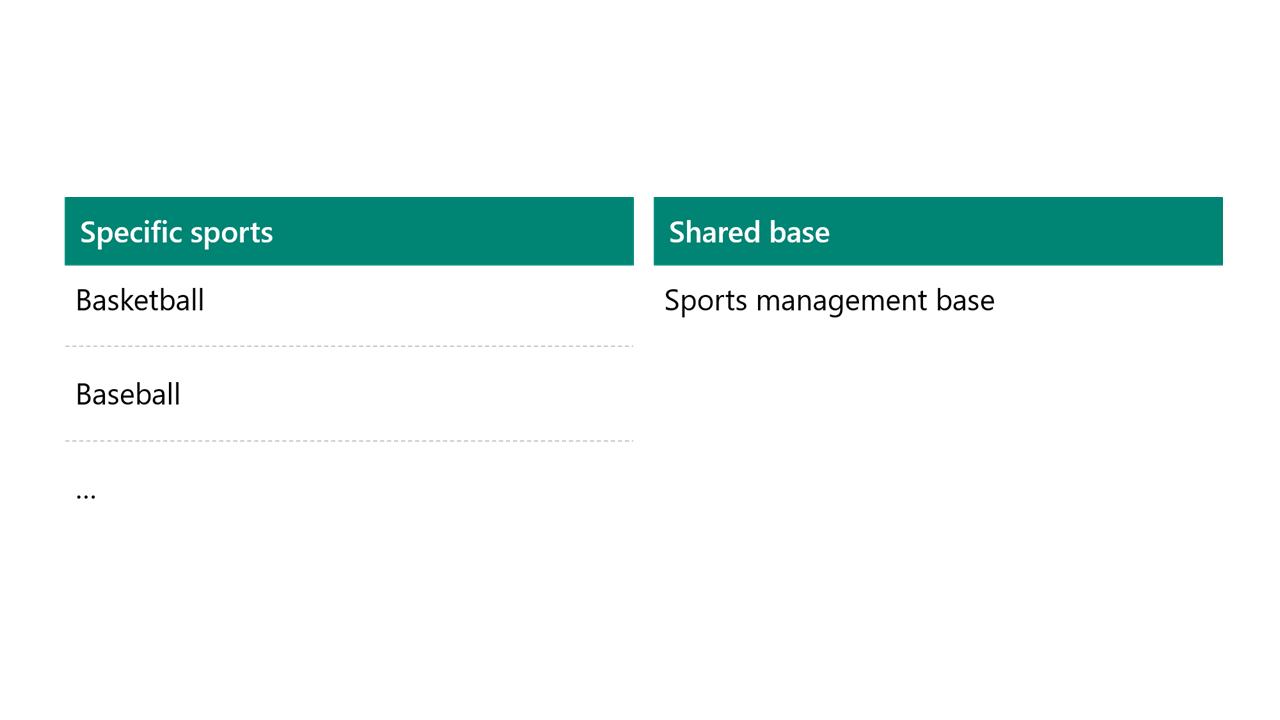 Specific sports
Shared base
Basketball
Sports management base
Baseball
...